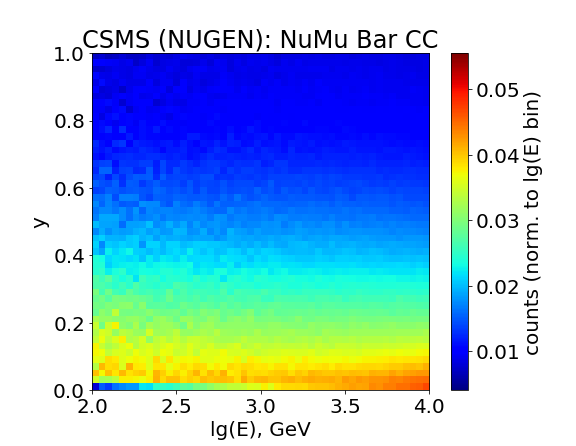 CSMS (NUGEN): NuMu Bar CC
1.0
0.8
0.6
0.4
0.2
0.0
y
2.0 2.5 3.0 3.5 4.0
lg(E), GeV
0.05
0.04
0.03
0.02
0.01
counts (norm. to lg(E) bin)